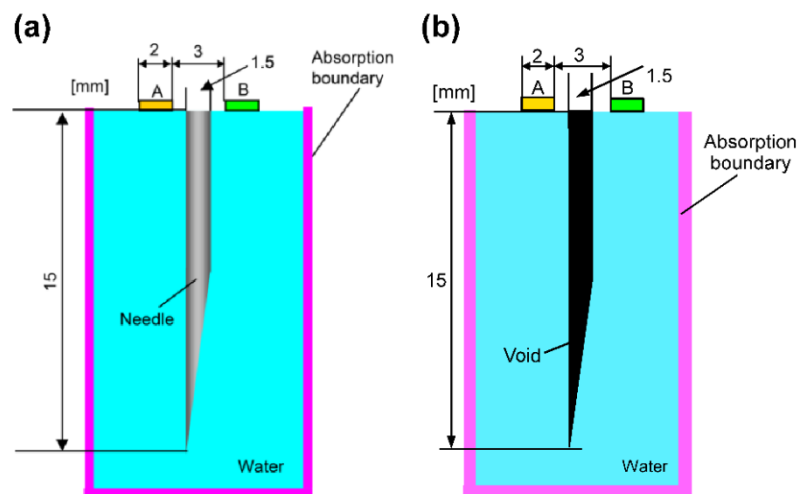 (a)
2
3
1.5
Absorption
boundary
[mm]
A
B
15
Needle
Water
(b)
2
3
1.5
[mm]
A
B
Absorption
boundary
15
Void
Water